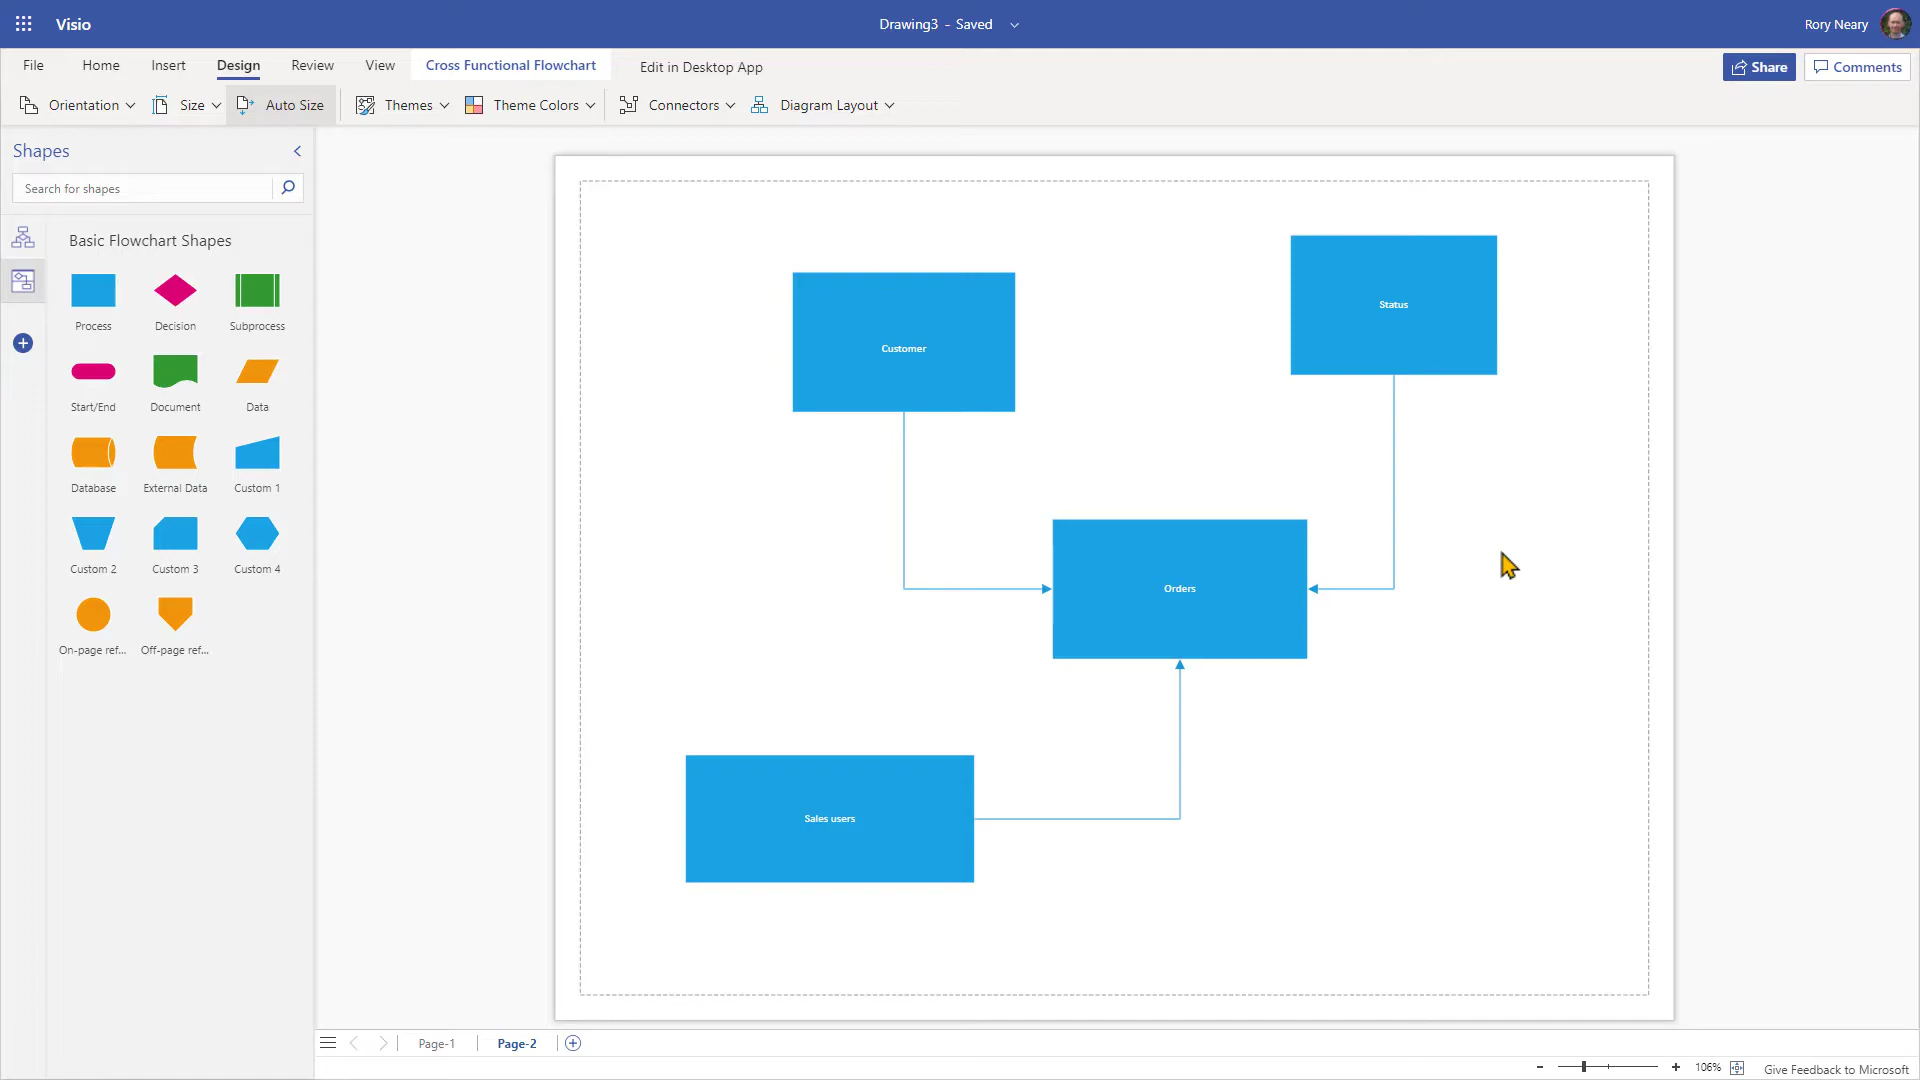 Visio
Drawing3 - Saved
Rory Neary
File
Home
Insert
Design
Review
View
Cross Functional Flowchart
Edit in Desktop App
Share
Comments
Orientation
Size
Auto Size
Themes
Theme Colors
Connectors
Diagram Layout
Shapes
Search for shapes
Basic Flowchart Shapes
Process
Decision
Subprocess
Start/End
Document
Data
Database
External Data
Custom 1
Custom 2
Custom 3
Custom 4
On-page ref...
Off-page ref...
Customer
Status
Orders
Sales users
Page-1
Page-2
106%
Give Feedback to Microsoft